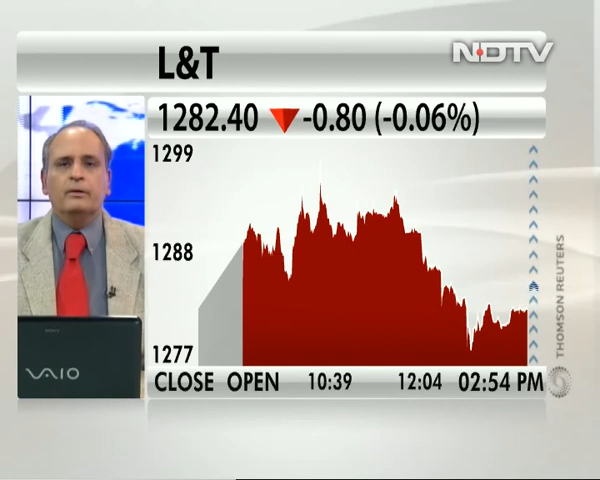 L&T
NDTV
1282.40 ▼ -0.80 (-0.06%)
1299
1288
1277
CLOSE OPEN 10:39 12:04 02:54 PM
THOMSON REUTERS
SONY
VAIO